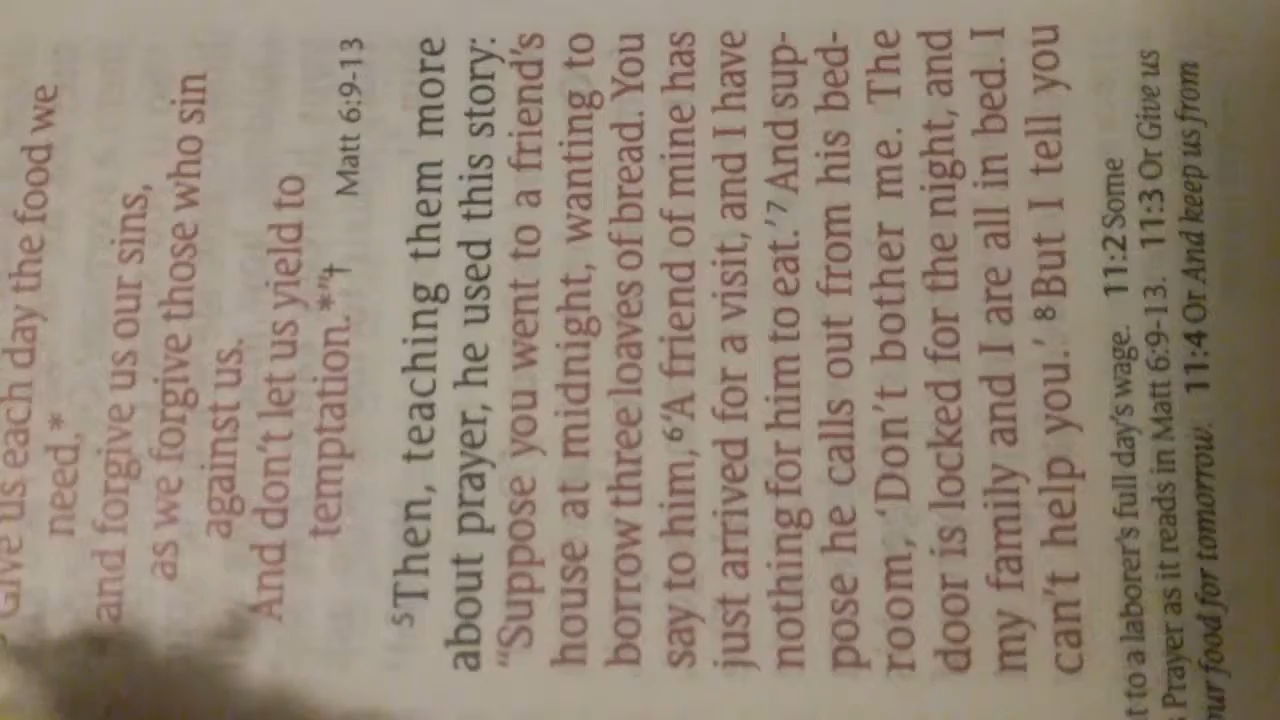 Give us each day the food we
need,*
and forgive us our sins,
as we forgive those who sin
against us.
And don't let us yield to
temptation.*”†
Matt 6:9-13
5 Then, teaching them more
about prayer, he used this story:
“Suppose you went to a friend's
house at midnight, wanting to
borrow three loaves of bread. You
say to him, 6 ‘A friend of mine has
just arrived for a visit, and I have
nothing for him to eat.’ 7 And sup-
pose he calls out from his bed-
room, ‘Don't bother me. The
door is locked for the night, and
my family and I are all in bed. I
can't help you.’ 8 But I tell you
t to a laborer's full day's wage. 11:2 Some
Prayer as it reads in Matt 6:9-13. 11:3 Or Give us
our food for tomorrow. 11:4 Or And keep us from